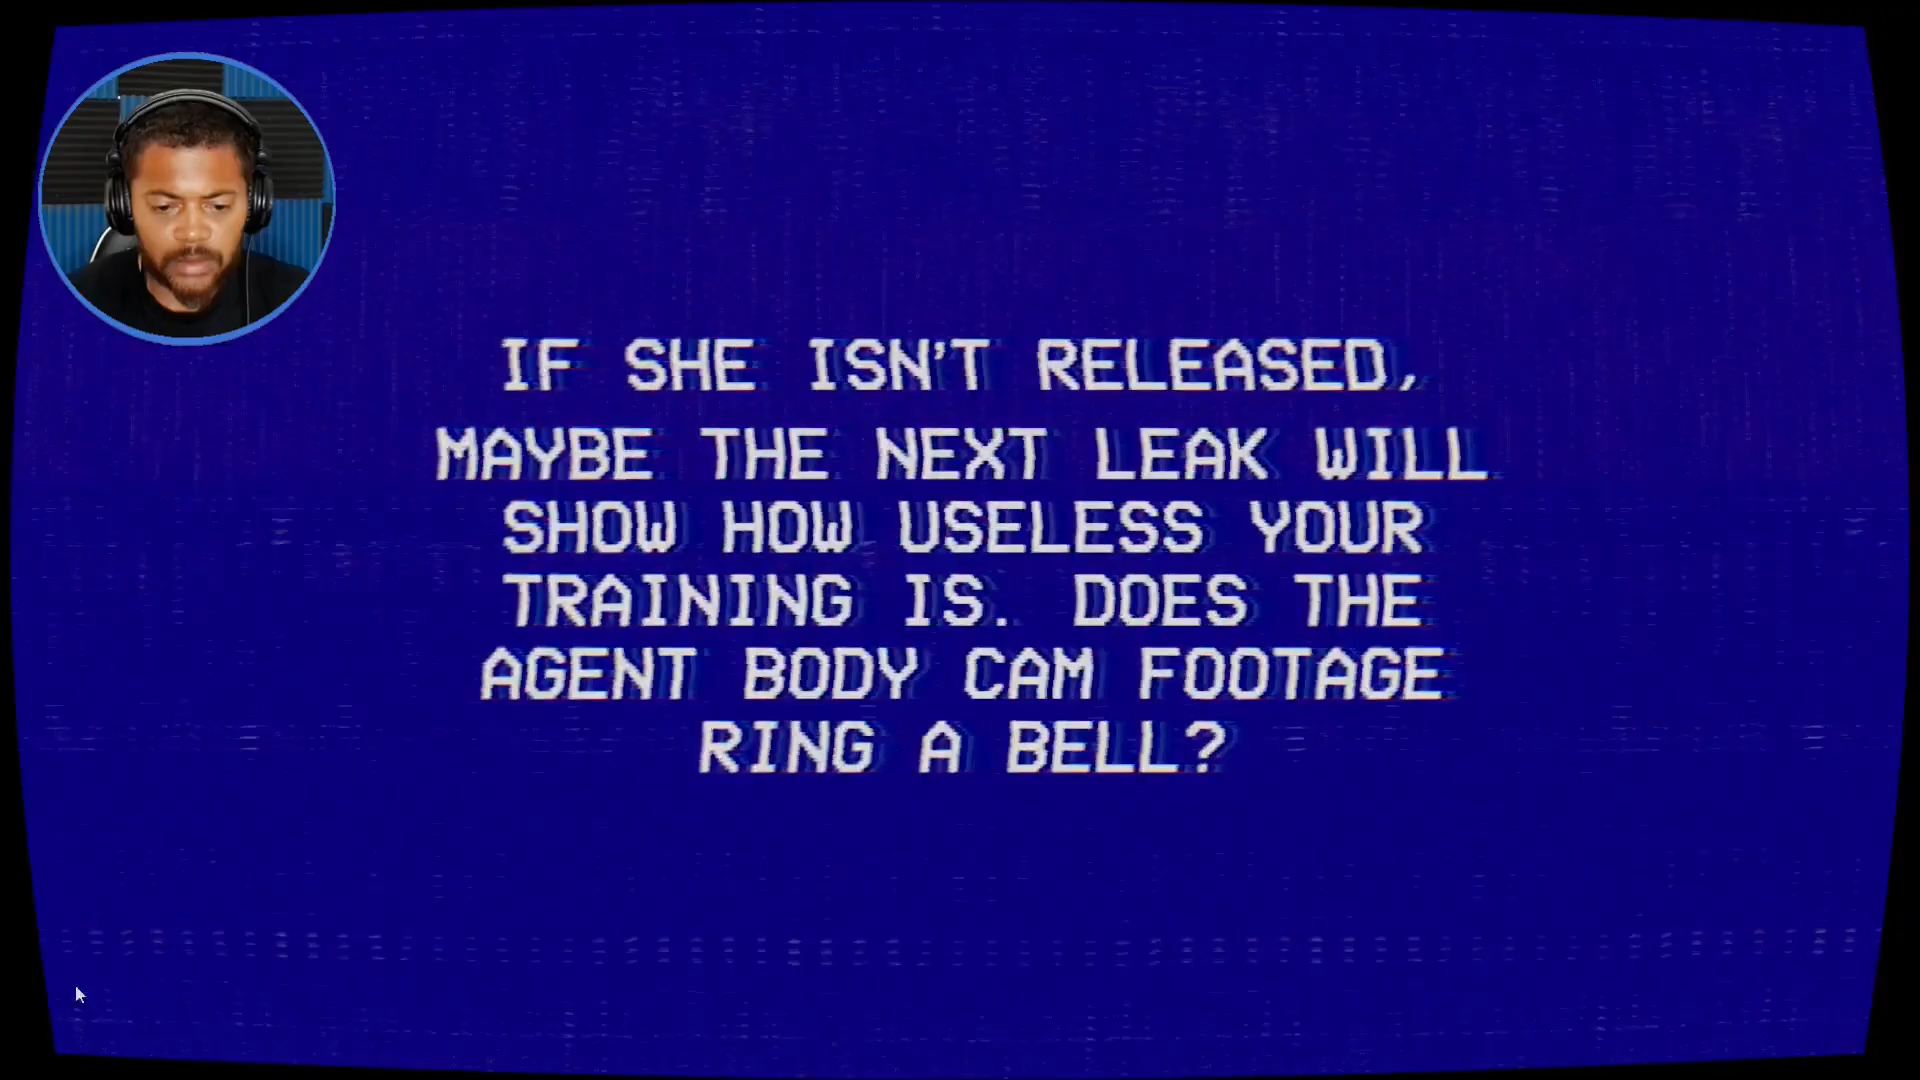 IF SHE ISN'T RELEASED,
MAYBE THE NEXT LEAK WILL
SHOW HOW USELESS YOUR
TRAINING IS. DOES THE
AGENT BODY CAM FOOTAGE
RING A BELL?